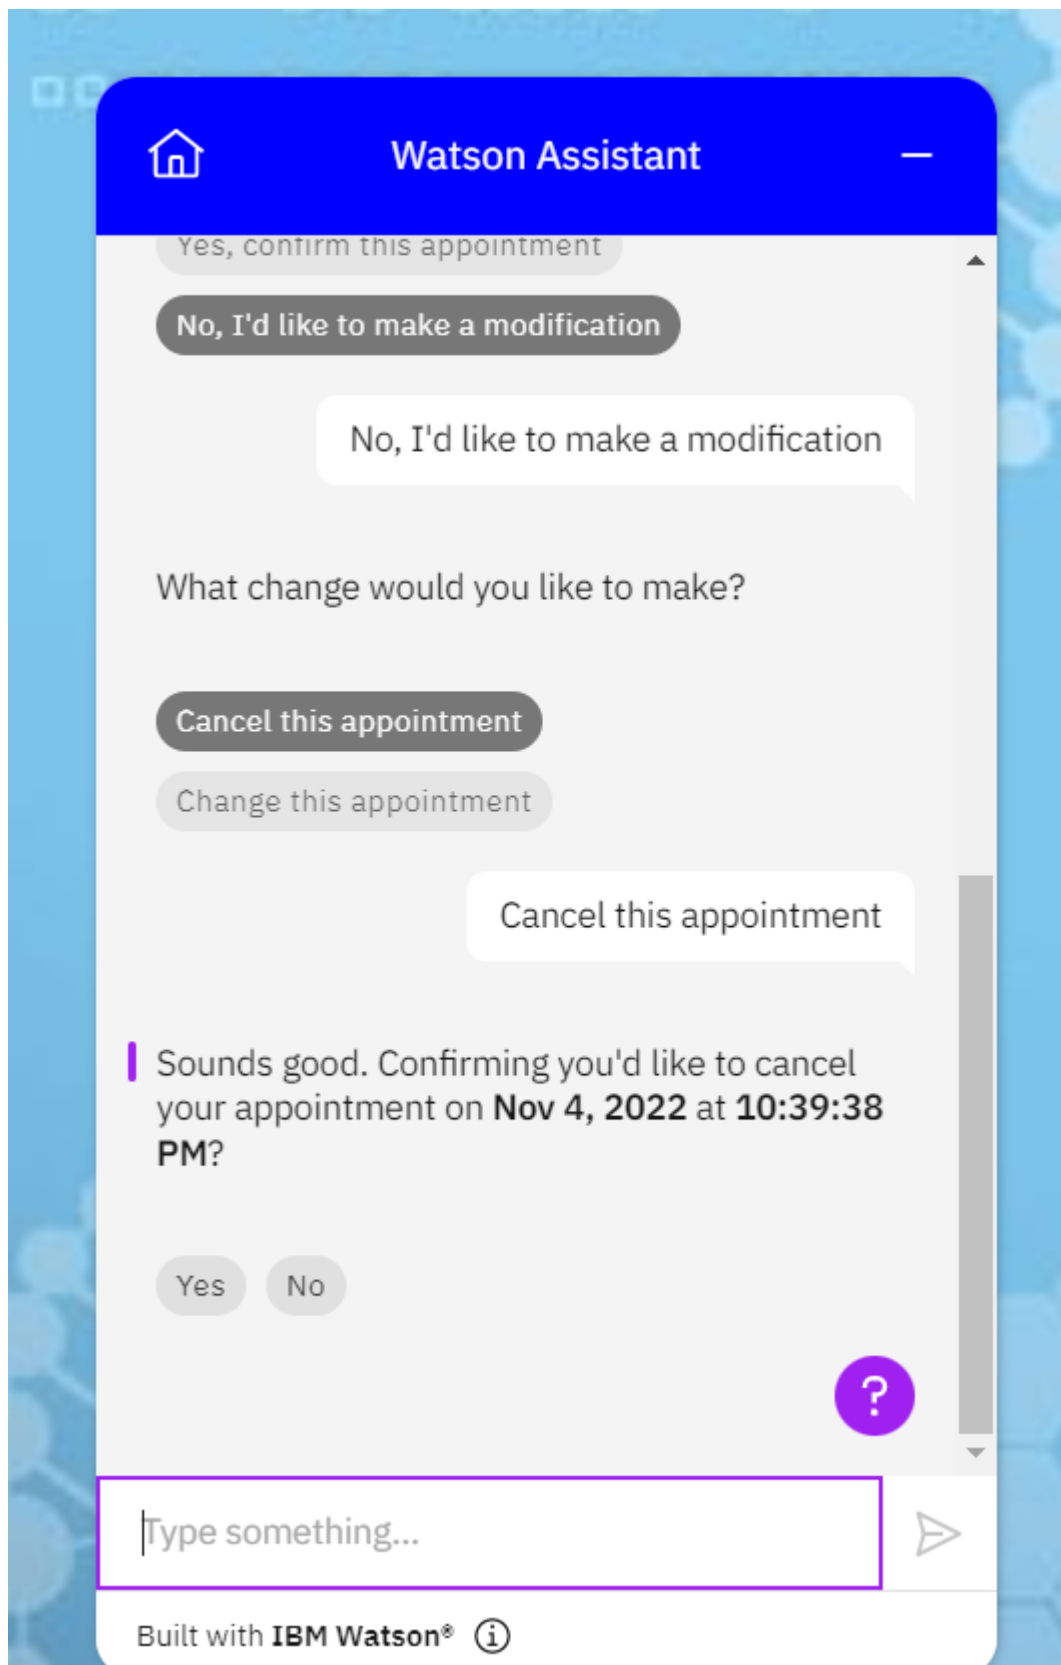 Watson Assistant
Yes, confirm this appointment
No, I'd like to make a modification
No, I'd like to make a modification
What change would you like to make?
Cancel this appointment
Change this appointment
Cancel this appointment
Sounds good. Confirming you'd like to cancel
your appointment on Nov 4, 2022 at 10:39:38
PM?
Yes No
?
Type something...
Built with IBM Watson®